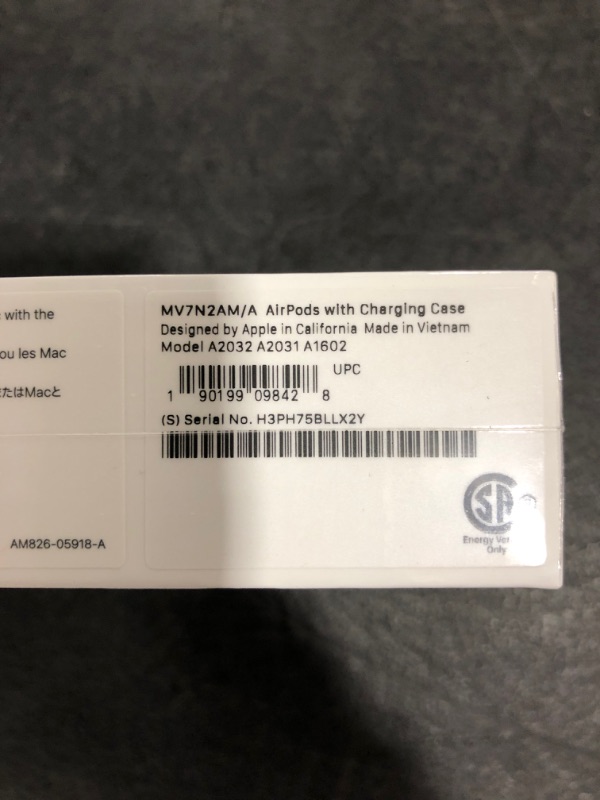 with the
ou les Mac
たはMacと
AM826-05918-A
MV7N2AM/A AirPods with Charging Case
Designed by Apple in California Made in Vietnam
Model A2032 A2031 A1602
UPC
1 90199 09842 8
(S) Serial No. H3PH75BLLX2Y
SA
Energy Ver
Only